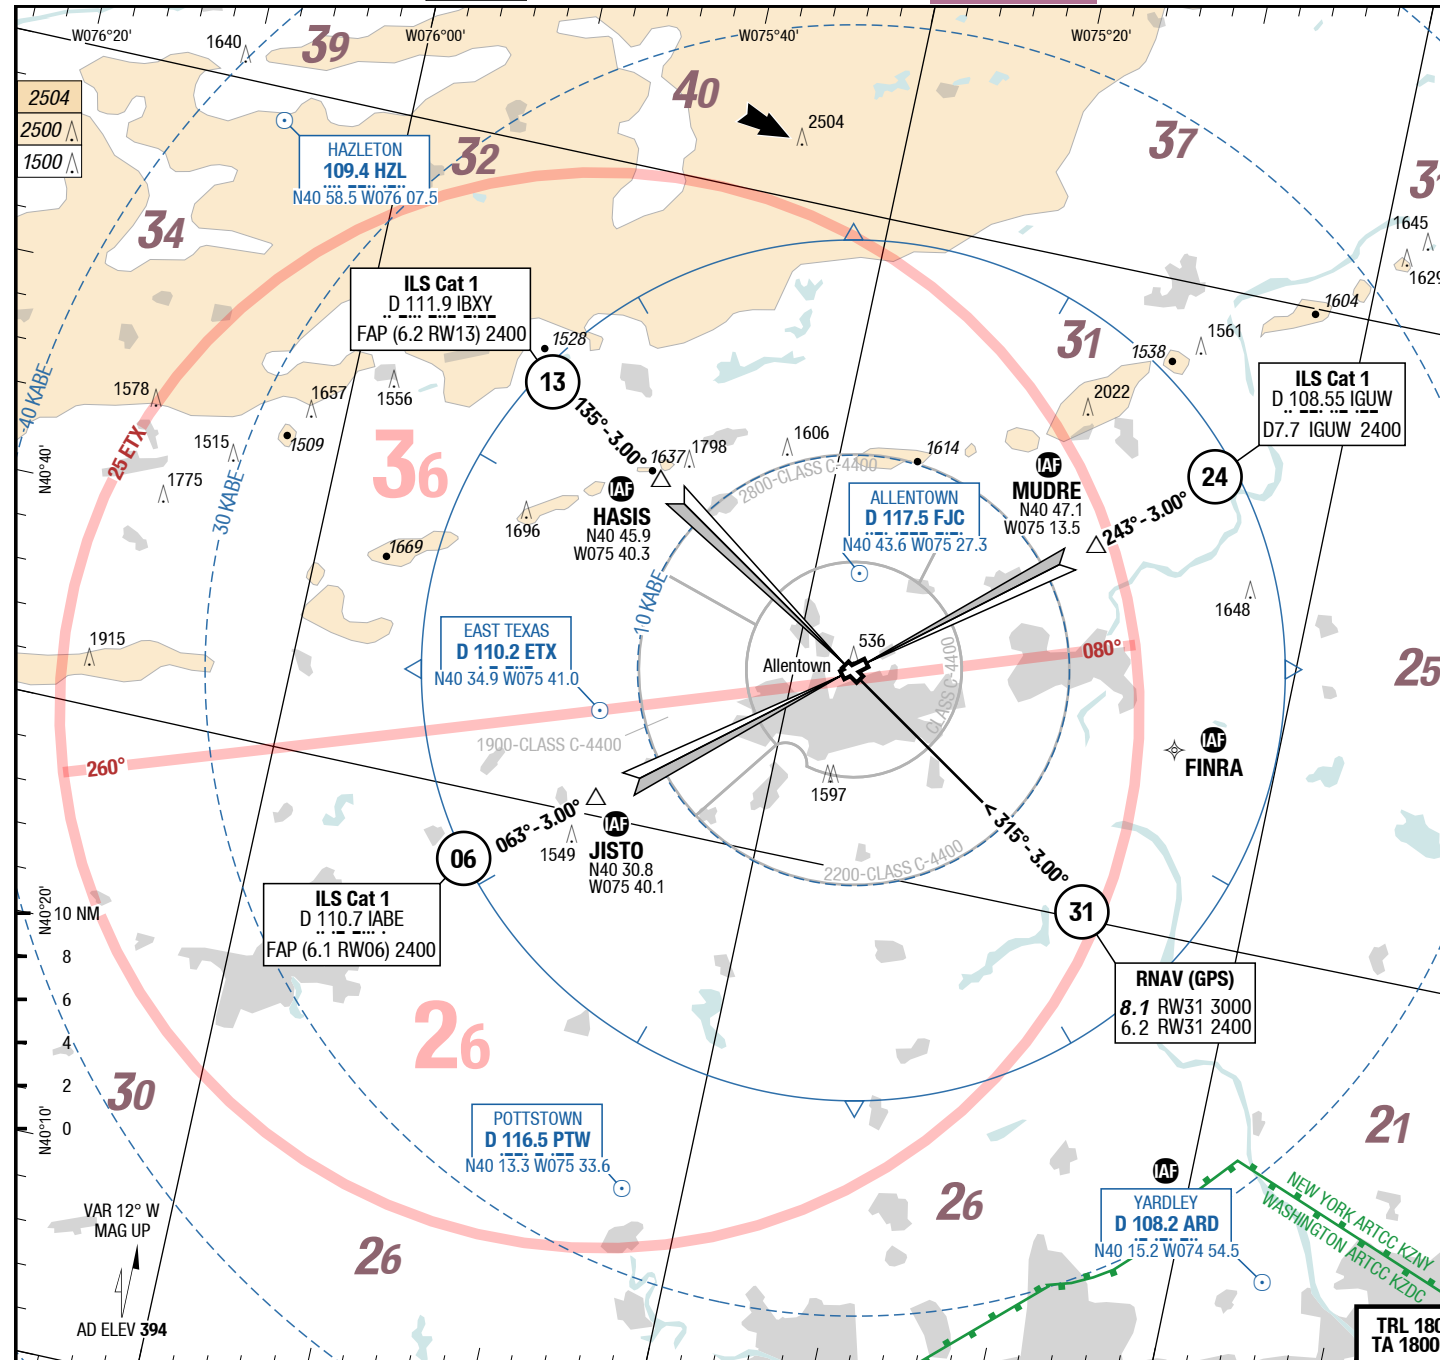 W076°20'
W076°00'
W075°40'
W075°20'
1640
39
40
2504
2504
2500
1500
HAZLETON
109.4 HZL
N40 58.5 W076 07.5
32
37
34
1645
1629
ILS Cat 1
D 111.9 IBXY
FAP (6.2 RW13) 2400
1604
1528
31
1561
1538
13
135°-3.00°
40 KABE
1578
1657
1556
2022
ILS Cat 1
D 108.55 IGUW
D7.7 IGUW 2400
25 ETX
1515
1509
36
1606
1614
1798
1637
2800-CLASS C-4400
N40°40'
1775
30 KABE
IAF
HASIS
N40 45.9
W075 40.3
1696
IAF
MUDRE
N40 47.1
W075 13.5
24
243°-3.00°
ALLENTOWN
D 117.5 FJC
N40 43.6 W075 27.3
1669
10 KABE
1648
1915
EAST TEXAS
D 110.2 ETX
N40 34.9 W075 41.0
536
Allentown
CLASS C-4400
080°
25
1900-CLASS C-4400
260°
IAF
FINRA
1597
063°-3.00°
1549
IAF
JISTO
N40 30.8
W075 40.1
< 315°-3.00°
06
2200-CLASS C-4400
ILS Cat 1
D 110.7 IABE
FAP (6.1 RW06) 2400
31
N40°20'
10 NM
8
6
4
2
0
N40°10'
RNAV (GPS)
8.1 RW31 3000
6.2 RW31 2400
26
30
POTTSTOWN
D 116.5 PTW
N40 13.3 W075 33.6
21
IAF
YARDLEY
D 108.2 ARD
N40 15.2 W074 54.5
26
26
NEW YORK ARTCC KZNY
WASHINGTON ARTCC KZDC
VAR 12° W
MAG UP
AD ELEV 394
TRL 180
TA 1800